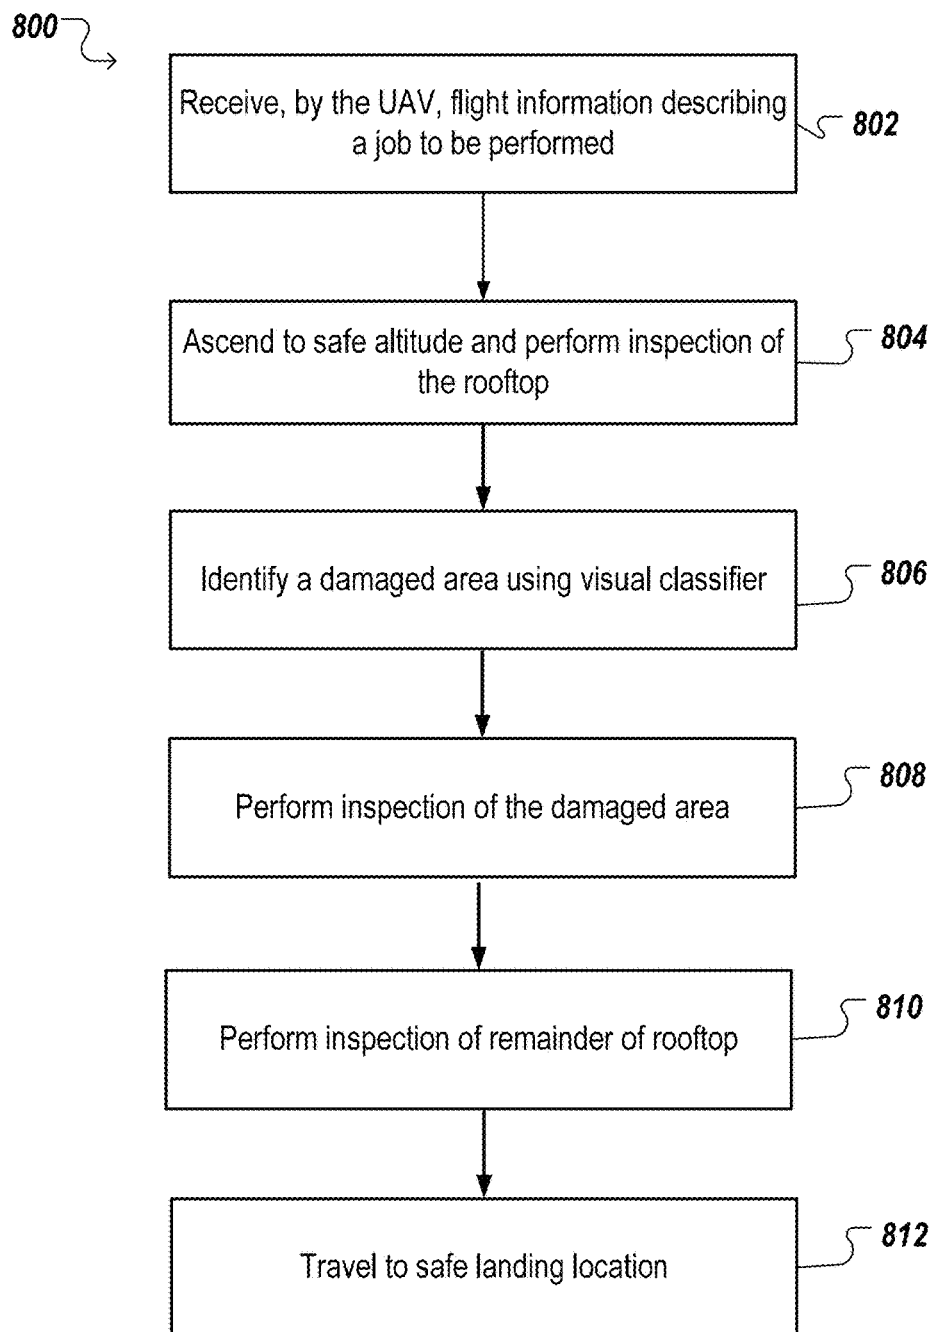 800
Receive, by the UAV, flight information describing
a job to be performed
802
Ascend to safe altitude and perform inspection of
the rooftop
804
Identify a damaged area using visual classifier
806
Perform inspection of the damaged area
808
Perform inspection of remainder of rooftop
810
Travel to safe landing location
812